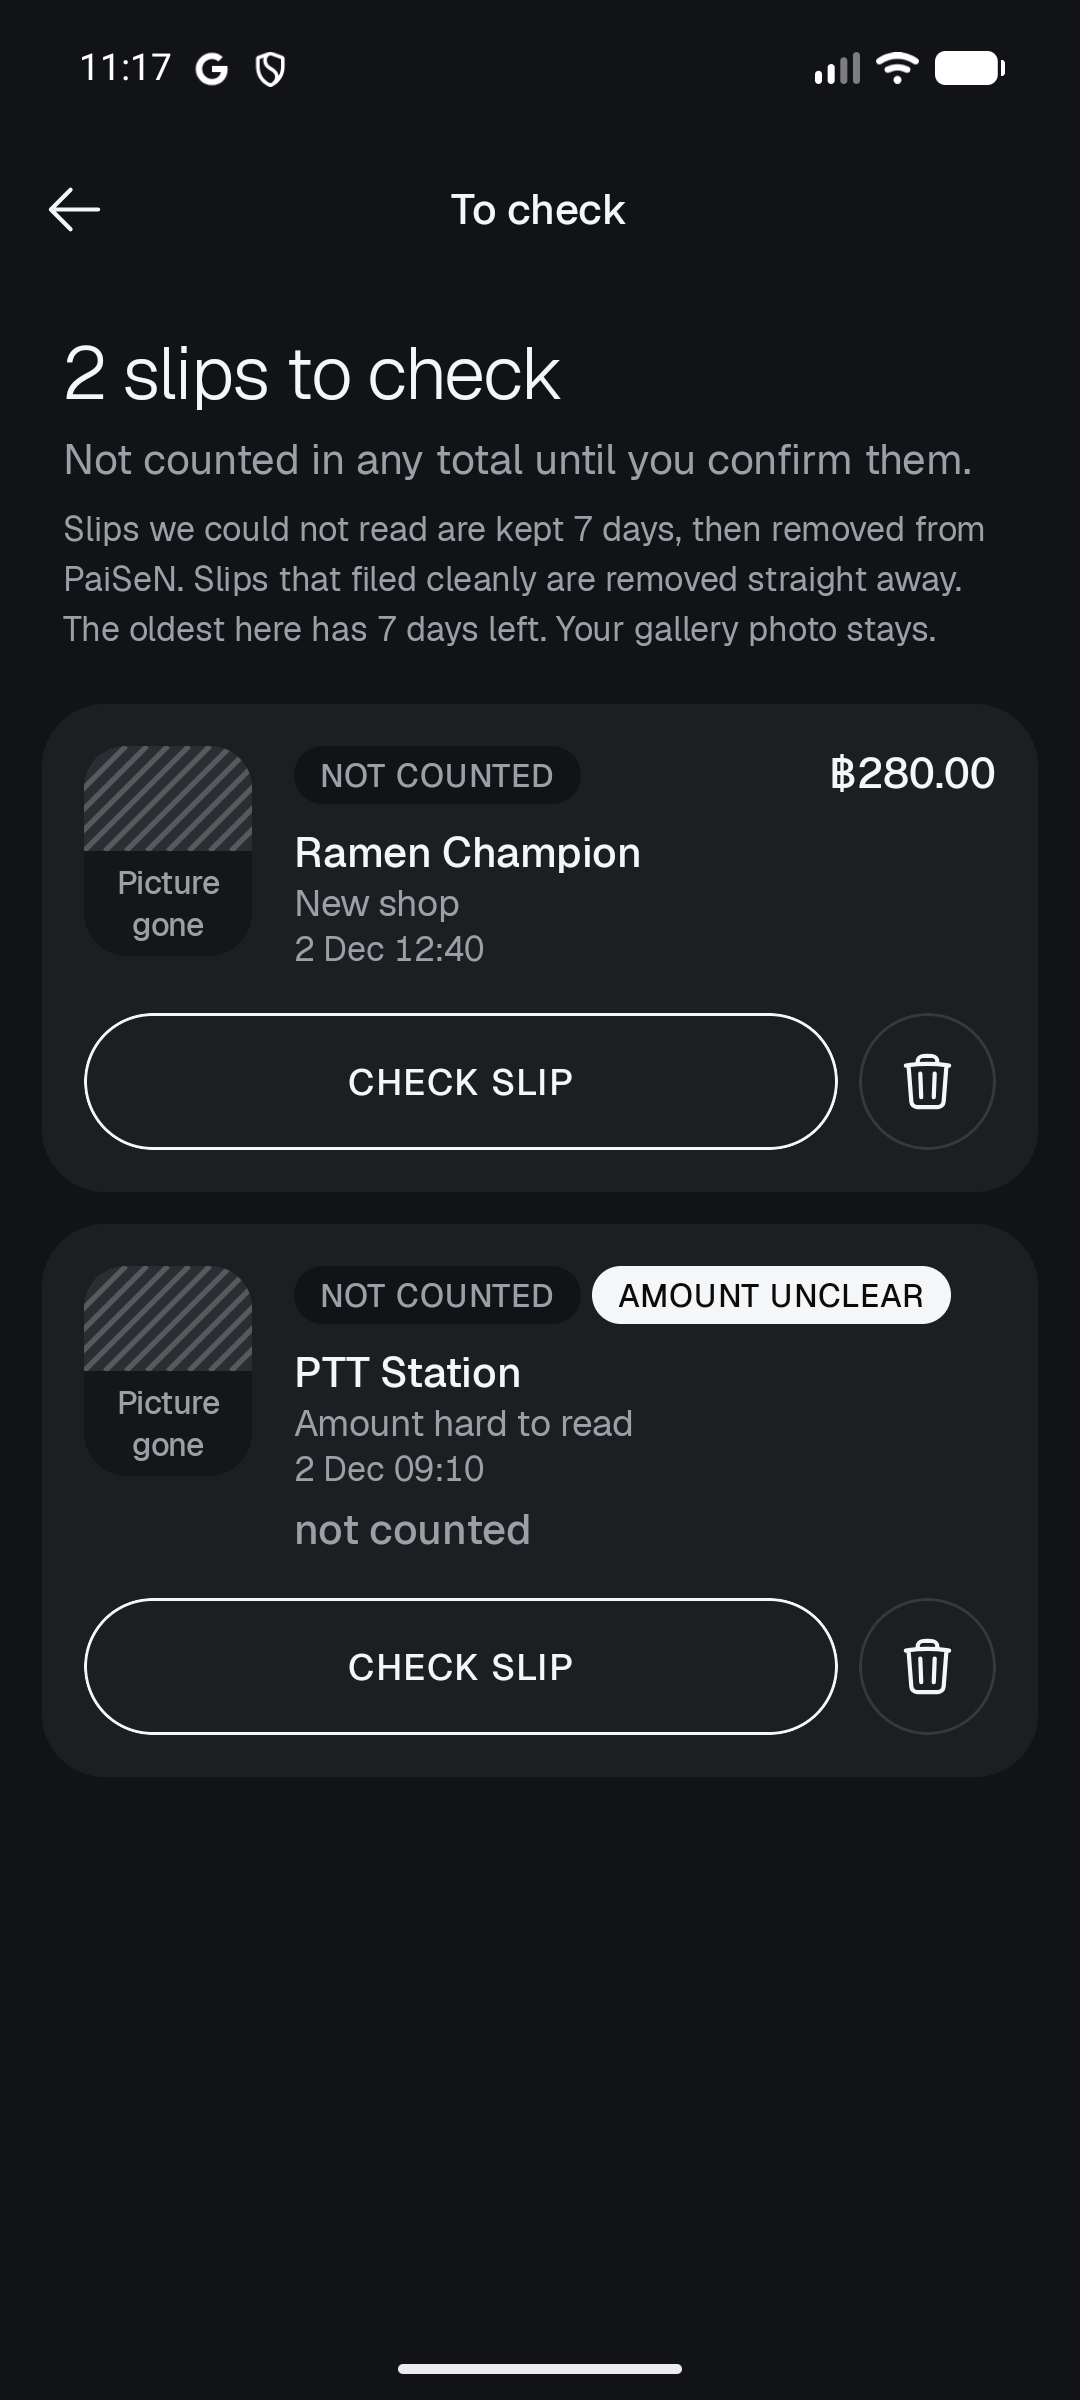 11:17
To check
2 slips to check
Not counted in any total until you confirm them.
Slips we could not read are kept 7 days, then removed from
PaiSeN. Slips that filed cleanly are removed straight away.
The oldest here has 7 days left. Your gallery photo stays.
Picture
gone
NOT COUNTED
฿280.00
Ramen Champion
New shop
2 Dec 12:40
CHECK SLIP
Picture
gone
NOT COUNTED
AMOUNT UNCLEAR
PTT Station
Amount hard to read
2 Dec 09:10
not counted
CHECK SLIP